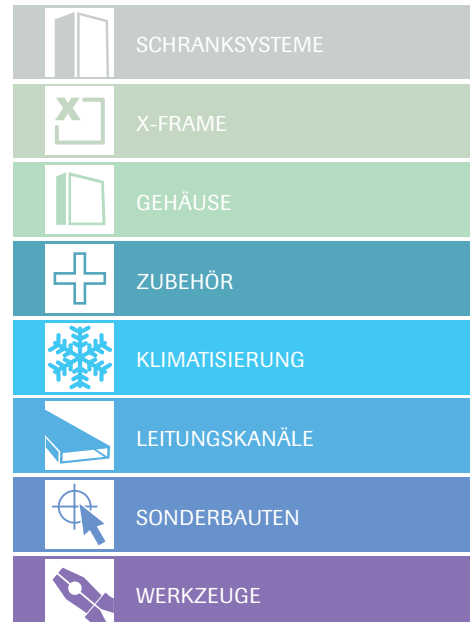 SCHRANKSYSTEME
X-FRAME
GEHÄUSE
ZUBEHÖR
KLIMATISIERUNG
LEITUNGSKANÄLE
SONDERBAUTEN
WERKZEUGE